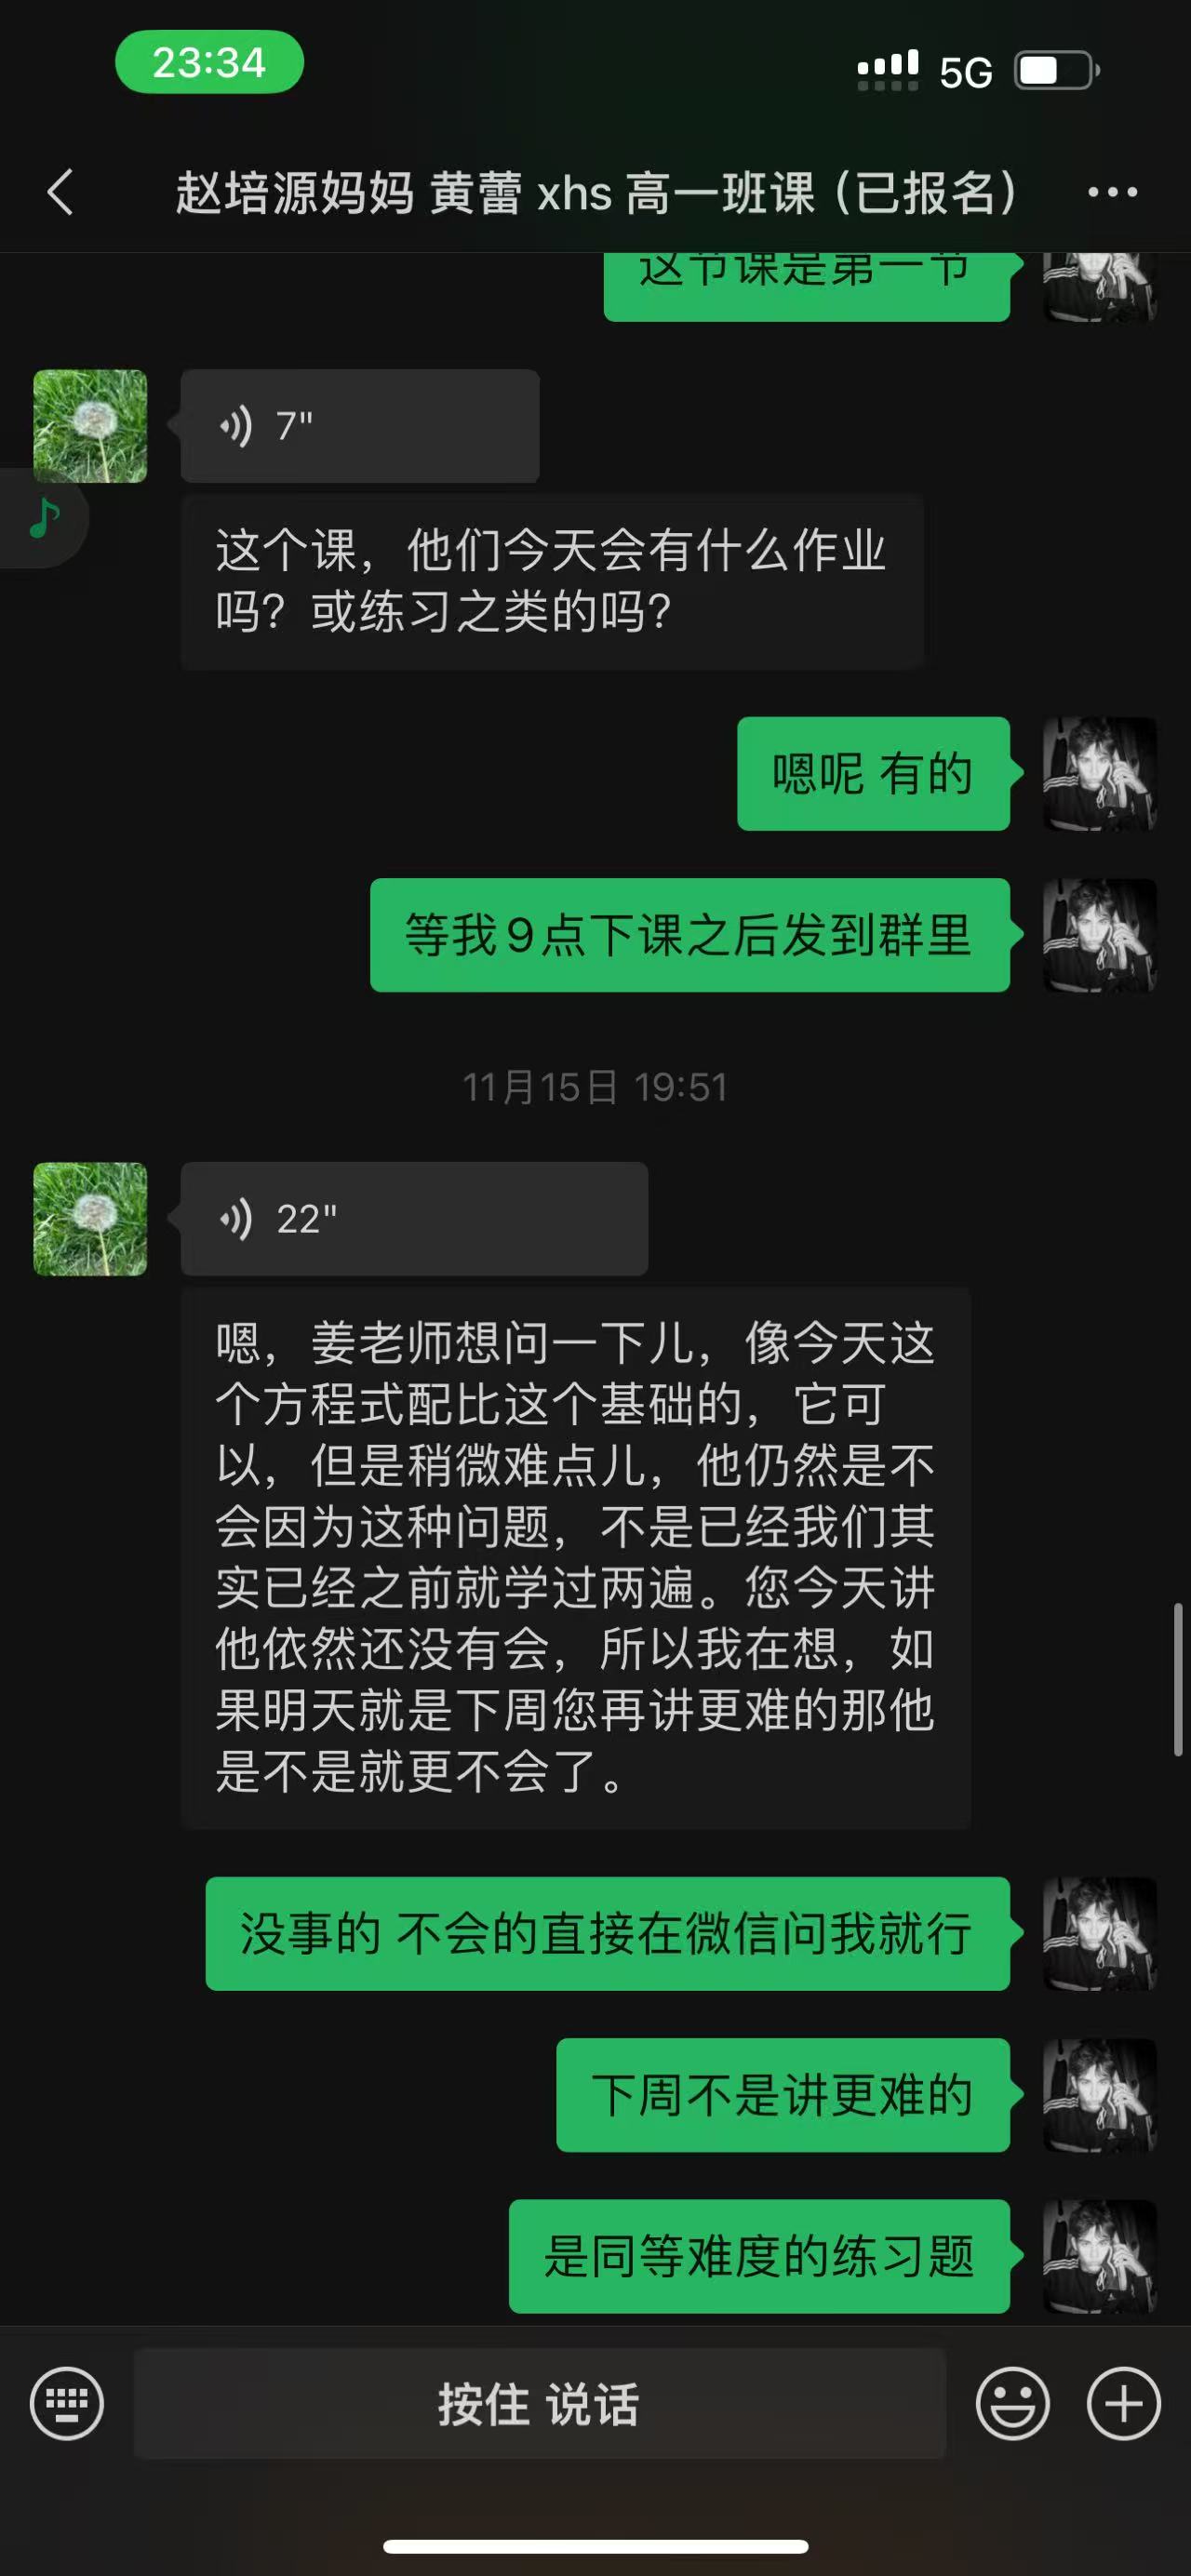 23:34
5G
赵培源妈妈 黄蕾 xhs 高一班课（已报名）
这节课是第一节
7"
这个课，他们今天会有什么作业
吗？或练习之类的吗？
嗯呢 有的
等我9点下课之后发到群里
11月15日 19:51
22"
嗯，姜老师想问一下儿，像今天这
个方程式配比这个基础的，它可
以，但是稍微难点儿，他仍然是不
会因为这种问题，不是已经我们其
实已经之前就学过两遍。您今天讲
他依然还没有会，所以我在想，如
果明天就是下周您再讲更难的那他
是不是就更不会了。
没事的 不会的直接在微信问我就行
下周不是讲更难的
是同等难度的练习题
按住 说话